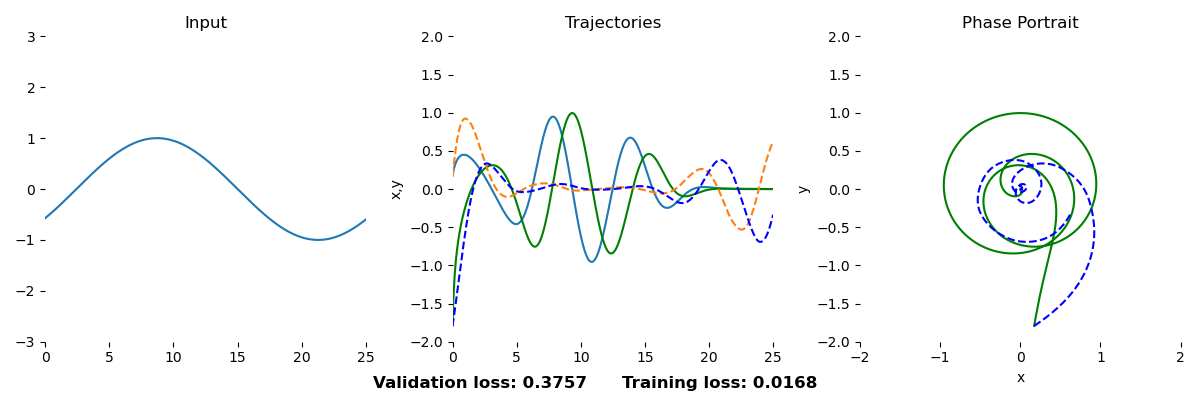 Input
Trajectories
Phase Portrait
3
2
1
0
−1
−2
−3
0 5 10 15 20 25
x,y
2.0
1.5
1.0
0.5
0.0
−0.5
−1.0
−1.5
−2.0
0 5 10 15 20 25
y
2.0
1.5
1.0
0.5
0.0
−0.5
−1.0
−1.5
−2.0
−2 −1 0 1 2
x
Validation loss: 0.3757 Training loss: 0.0168